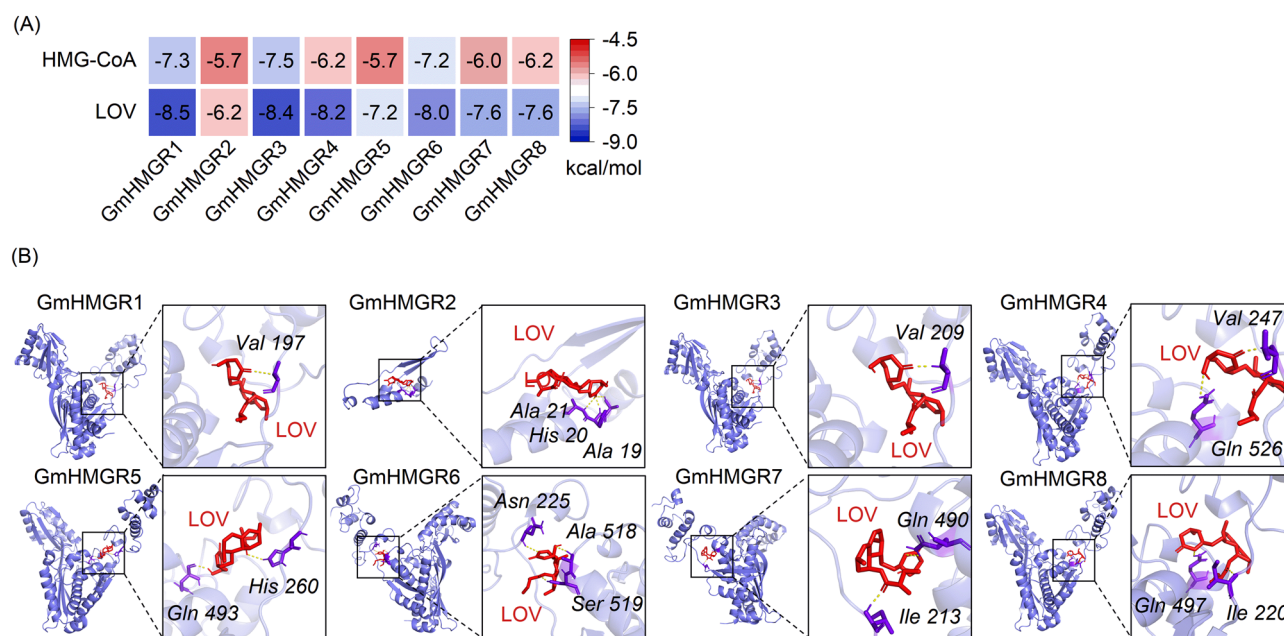 (A)
HMG-CoA -7.3 -5.7 -7.5 -6.2 -5.7 -7.2 -6.0 -6.2
LOV -8.5 -6.2 -8.4 -8.2 -7.2 -8.0 -7.6 -7.6
GmHMGR1 GmHMGR2 GmHMGR3 GmHMGR4 GmHMGR5 GmHMGR6 GmHMGR7 GmHMGR8
-4.5
-6.0
-7.5
-9.0
kcal/mol
(B)
GmHMGR1
Val 197
LOV
GmHMGR2
LOV
Ala 21
His 20
Ala 19
GmHMGR3
Val 209
LOV
GmHMGR4
Val 247
LOV
Gln 526
GmHMGR5
LOV
His 260
Gln 493
GmHMGR6
Asn 225
Ala 518
Ser 519
LOV
GmHMGR7
LOV
Gln 490
Ile 213
GmHMGR8
LOV
Gln 497
Ile 220